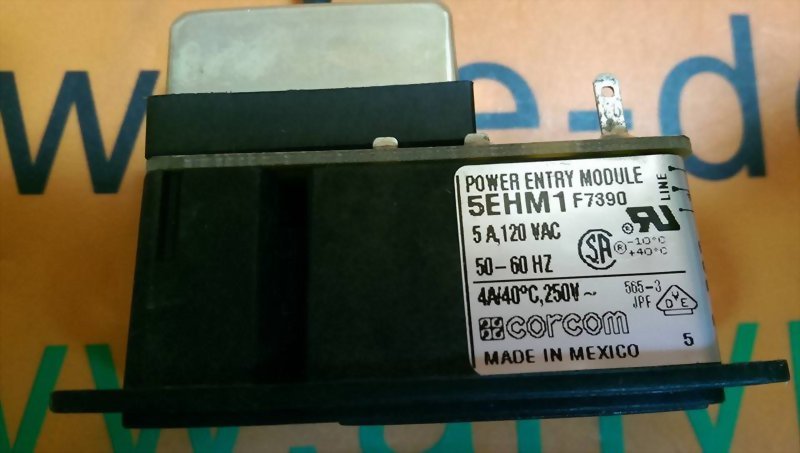 POWER ENTRY MODULE
5EHM1 F7390
LINE
5 A, 120 VAC
-10°C
+40°C
50-60 HZ
4A/40°C, 250V~
565-3
JPF
DVE
corcom
5
MADE IN MEXICO